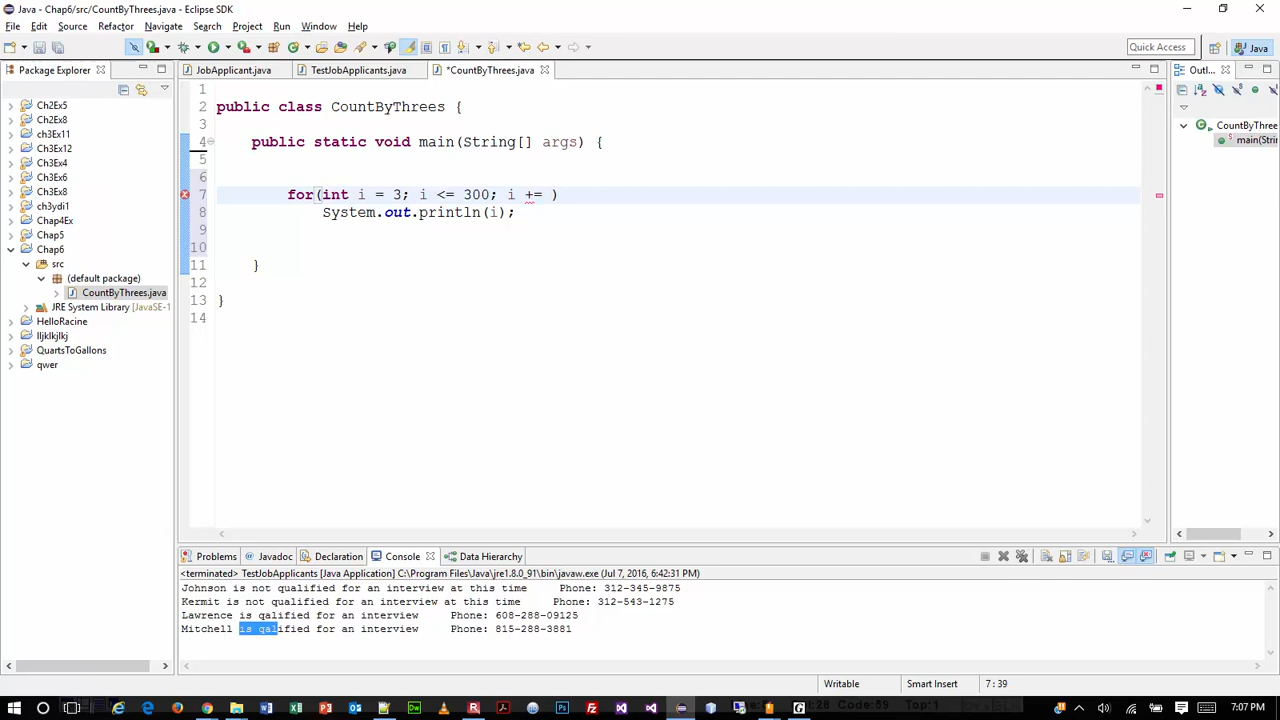 Java - Chap6/src/CountByThrees.java - Eclipse SDK
File Edit Source Refactor Navigate Search Project Run Window Help
Quick Access
Java
Package Explorer
JobApplicant.java
TestJobApplicants.java
*CountByThrees.java
Outl...
Ch2Ex5
Ch2Ex8
ch3Ex11
Ch3Ex12
Ch3Ex4
Ch3Ex6
Ch3Ex8
ch3ydi1
Chap4Ex
Chap5
Chap6
src
(default package)
CountByThrees.java
JRE System Library [JavaSE-1
HelloRacine
lljklkjlkj
QuartsToGallons
qwer
1
2 public class CountByThrees {
3
4 public static void main(String[] args) {
5
6
7 for(int i = 3; i <= 300; i += )
8 System.out.println(i);
9
10
11 }
12
13 }
14
CountByThree
main(Strin
Problems
Javadoc
Declaration
Console
Data Hierarchy
<terminated> TestJobApplicants [Java Application] C:\Program Files\Java\jre1.8.0_91\bin\javaw.exe (Jul 7, 2016, 6:42:31 PM)
Johnson is not qualified for an interview at this time Phone: 312-345-9875
Kermit is not qualified for an interview at this time Phone: 312-543-1275
Lawrence is qalified for an interview Phone: 608-288-09125
Mitchell is qalified for an interview Phone: 815-288-3881
Writable
Smart Insert
7 : 39
7:07 PM